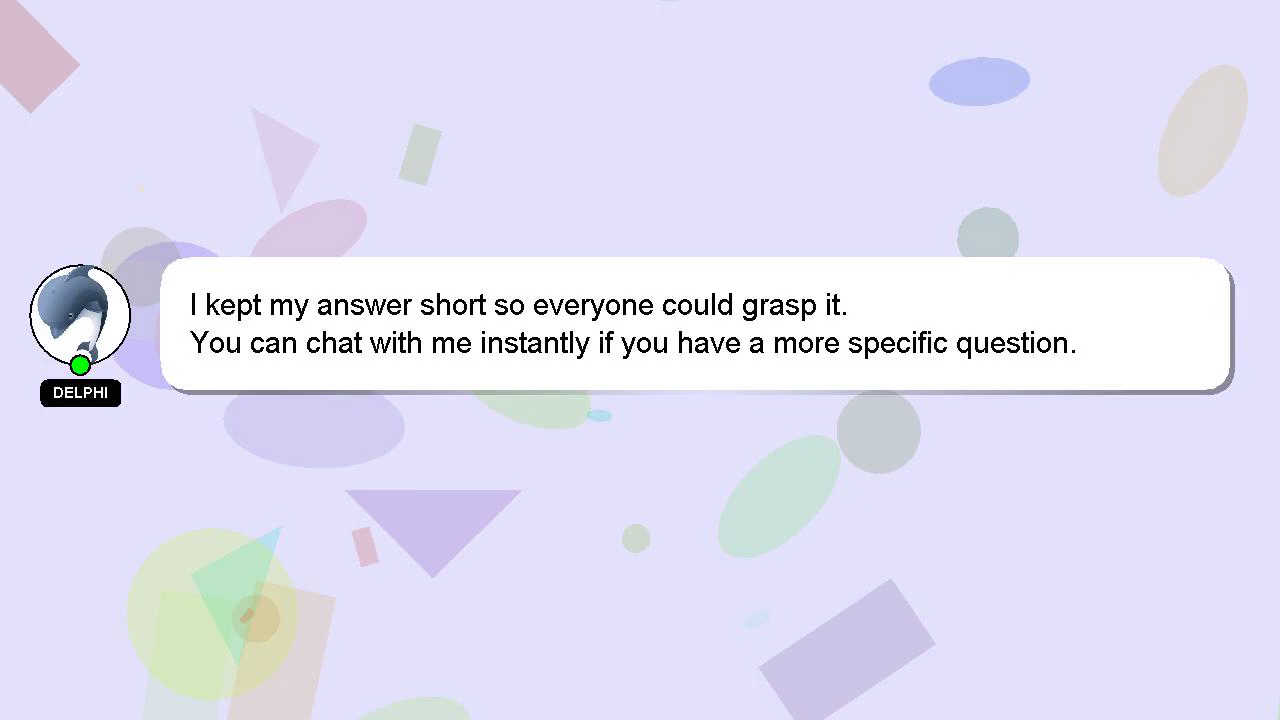 I kept my answer short so everyone could grasp it.
You can chat with me instantly if you have a more specific question.
DELPHI